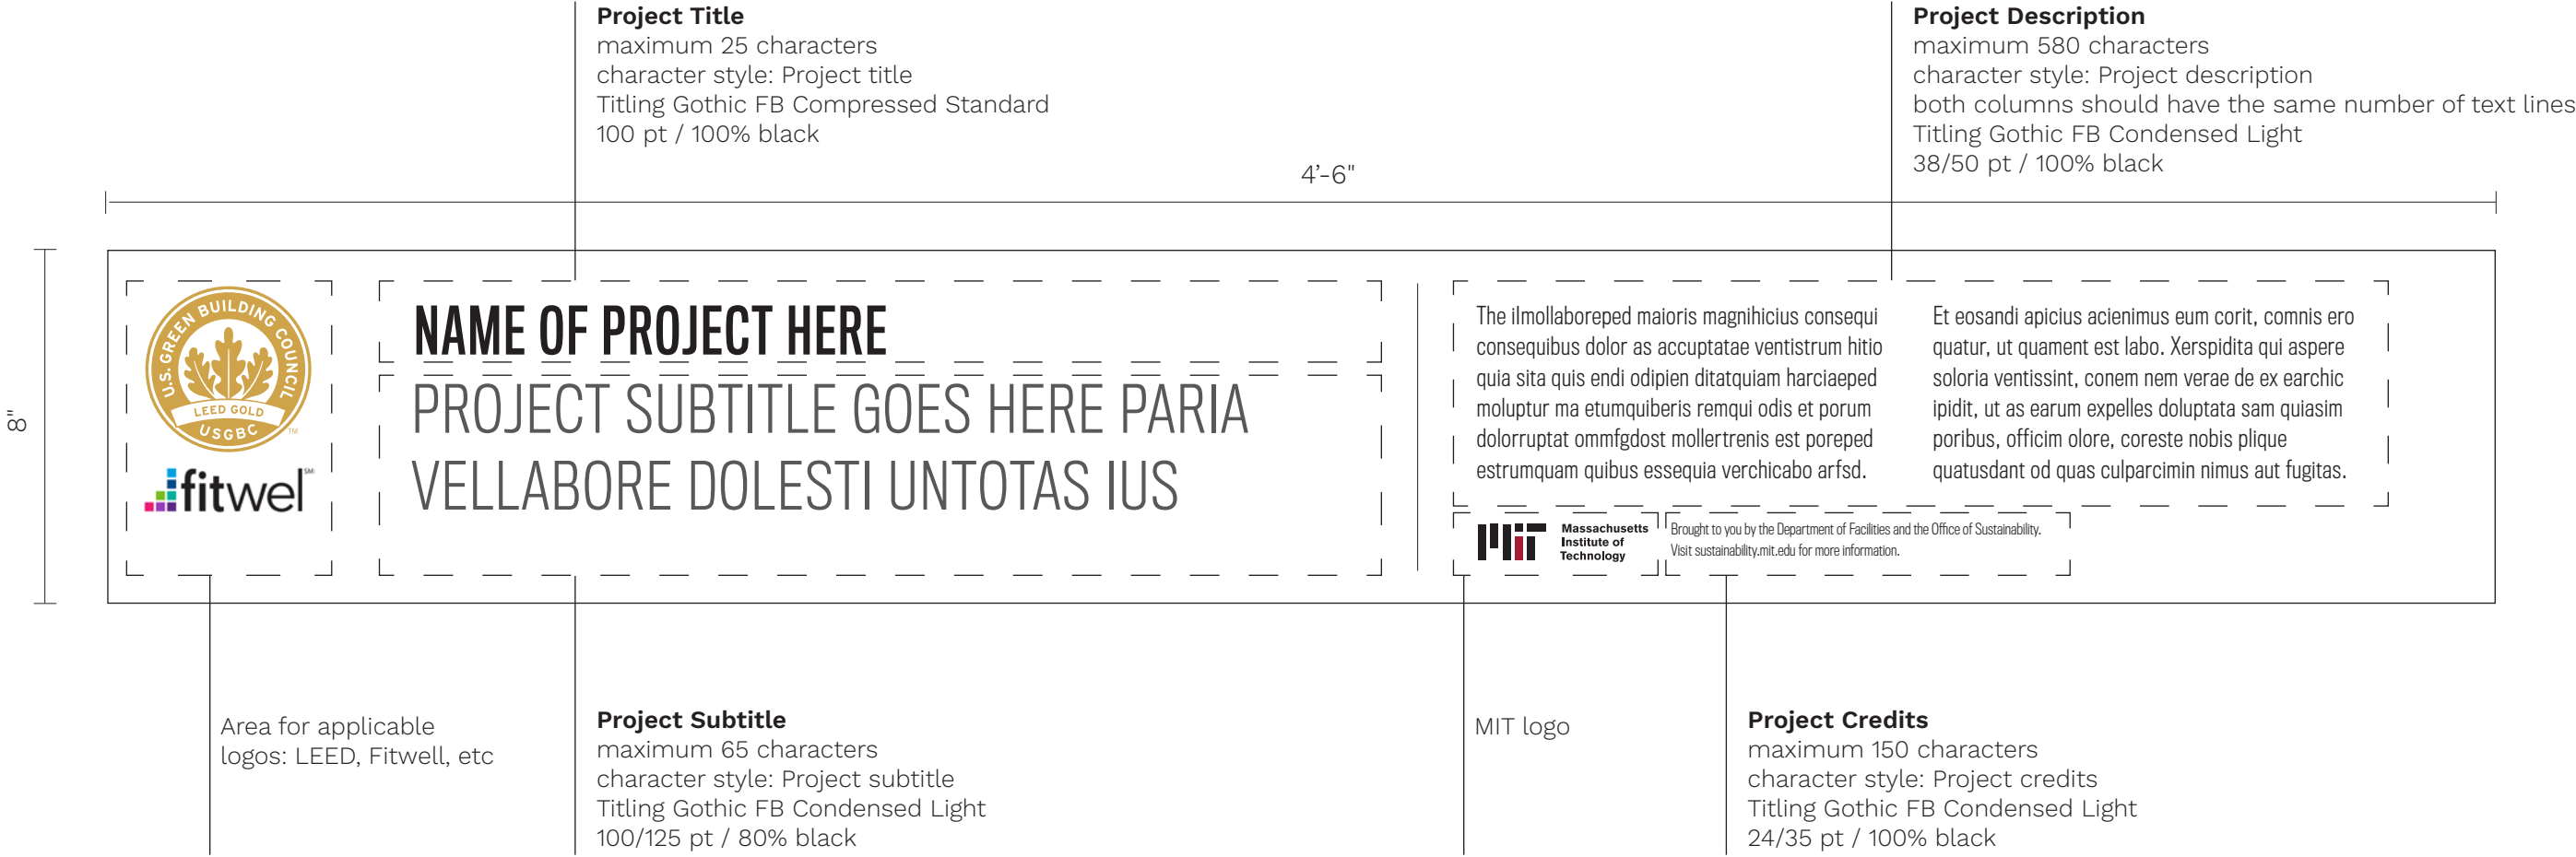 Project Title
maximum 25 characters
character style: Project title
Titling Gothic FB Compressed Standard
100 pt / 100% black
Project Description
maximum 580 characters
character style: Project description
both columns should have the same number of text lines
Titling Gothic FB Condensed Light
38/50 pt / 100% black
4’-6"
8"
U.S. GREEN BUILDING COUNCIL
LEED GOLD
USGBC
TM
fitwel
SM
NAME OF PROJECT HERE
PROJECT SUBTITLE GOES HERE PARIA
VELLABORE DOLESTI UNTOTAS IUS
The ilmollaboreped maioris magnihicius consequi
consequibus dolor as accuptatae ventistrum hitio
quia sita quis endi odipien ditatquiam harciaeped
moluptur ma etumquiberis remqui odis et porum
dolorruptat ommfgdost mollertrenis est poreped
estrumquam quibus essequia verchicabo arfsd.
Et eosandi apicius acienimus eum corit, comnis ero
quatur, ut quament est labo. Xerspidita qui aspere
soloria ventissint, conem nem verae de ex earchic
ipidit, ut as earum expelles doluptata sam quiasim
poribus, officim olore, coreste nobis plique
quatusdant od quas culparcimin nimus aut fugitas.
MIT
Massachusetts
Institute of
Technology
Brought to you by the Department of Facilities and the Office of Sustainability.
Visit sustainability.mit.edu for more information.
Area for applicable
logos: LEED, Fitwell, etc
Project Subtitle
maximum 65 characters
character style: Project subtitle
Titling Gothic FB Condensed Light
100/125 pt / 80% black
MIT logo
Project Credits
maximum 150 characters
character style: Project credits
Titling Gothic FB Condensed Light
24/35 pt / 100% black